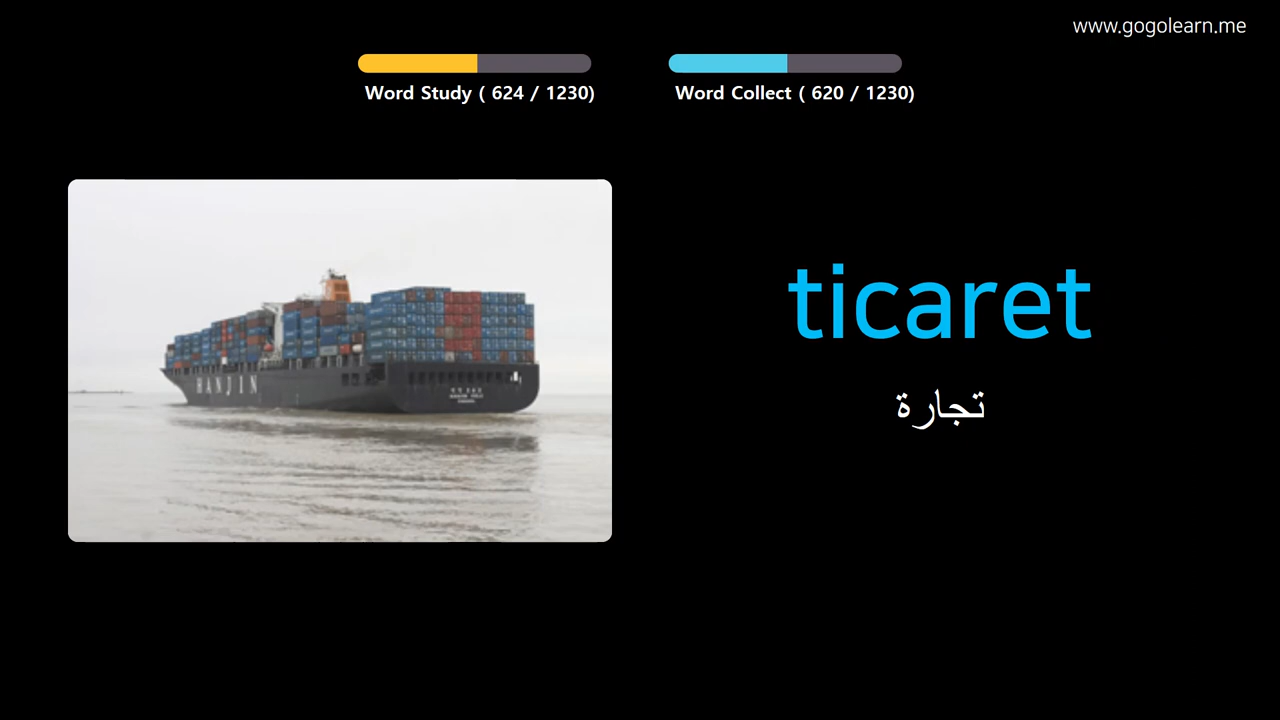 www.gogolearn.me
Word Study ( 624 / 1230)
Word Collect ( 620 / 1230)
HANJIN
ticaret
تجارة